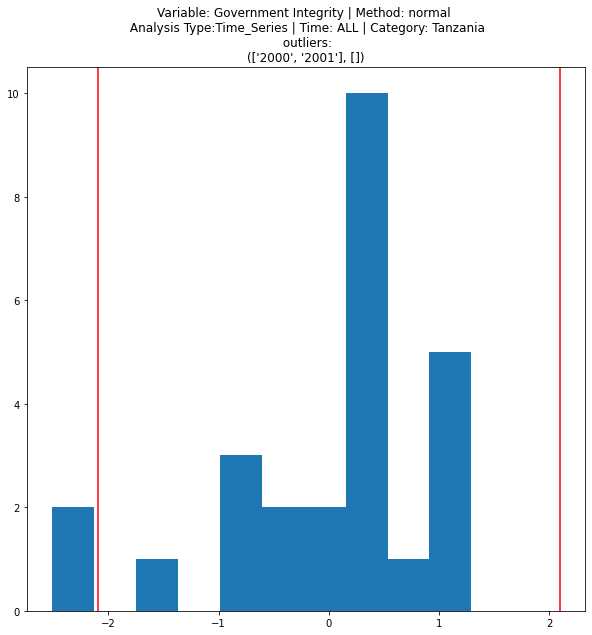 Variable: Government Integrity | Method: normal
Analysis Type:Time_Series | Time: ALL | Category: Tanzania
outliers:
(['2000', '2001'], [])
10
8
6
4
2
0
−2
−1
0
1
2